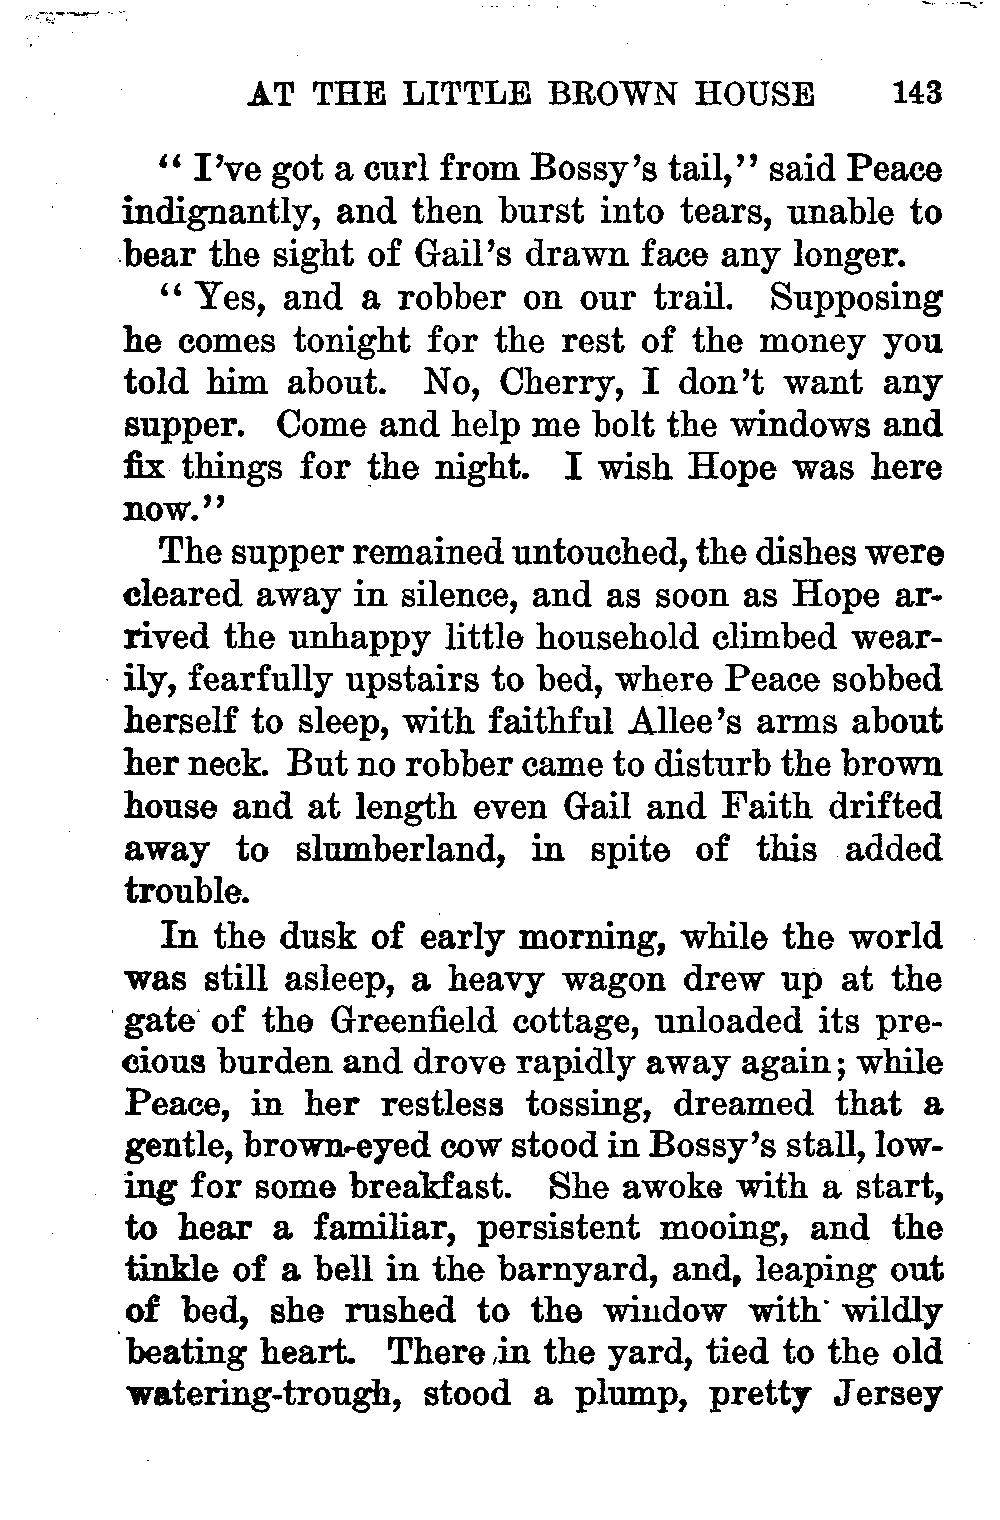 AT THE LITTLE BROWN HOUSE 143
“I’ve got a curl from Bossy’s tail,” said Peace
indignantly, and then burst into tears, unable to
bear the sight of Gail’s drawn face any longer.
“Yes, and a robber on our trail. Supposing
he comes tonight for the rest of the money you
told him about. No, Cherry, I don’t want any
supper. Come and help me bolt the windows and
fix things for the night. I wish Hope was here
now.”
The supper remained untouched, the dishes were
cleared away in silence, and as soon as Hope ar-
rived the unhappy little household climbed wear-
ily, fearfully upstairs to bed, where Peace sobbed
herself to sleep, with faithful Allee’s arms about
her neck. But no robber came to disturb the brown
house and at length even Gail and Faith drifted
away to slumberland, in spite of this added
trouble.
In the dusk of early morning, while the world
was still asleep, a heavy wagon drew up at the
gate of the Greenfield cottage, unloaded its pre-
cious burden and drove rapidly away again; while
Peace, in her restless tossing, dreamed that a
gentle, brown-eyed cow stood in Bossy’s stall, low-
ing for some breakfast. She awoke with a start,
to hear a familiar, persistent mooing, and the
tinkle of a bell in the barnyard, and, leaping out
of bed, she rushed to the window with wildly
beating heart. There in the yard, tied to the old
watering-trough, stood a plump, pretty Jersey